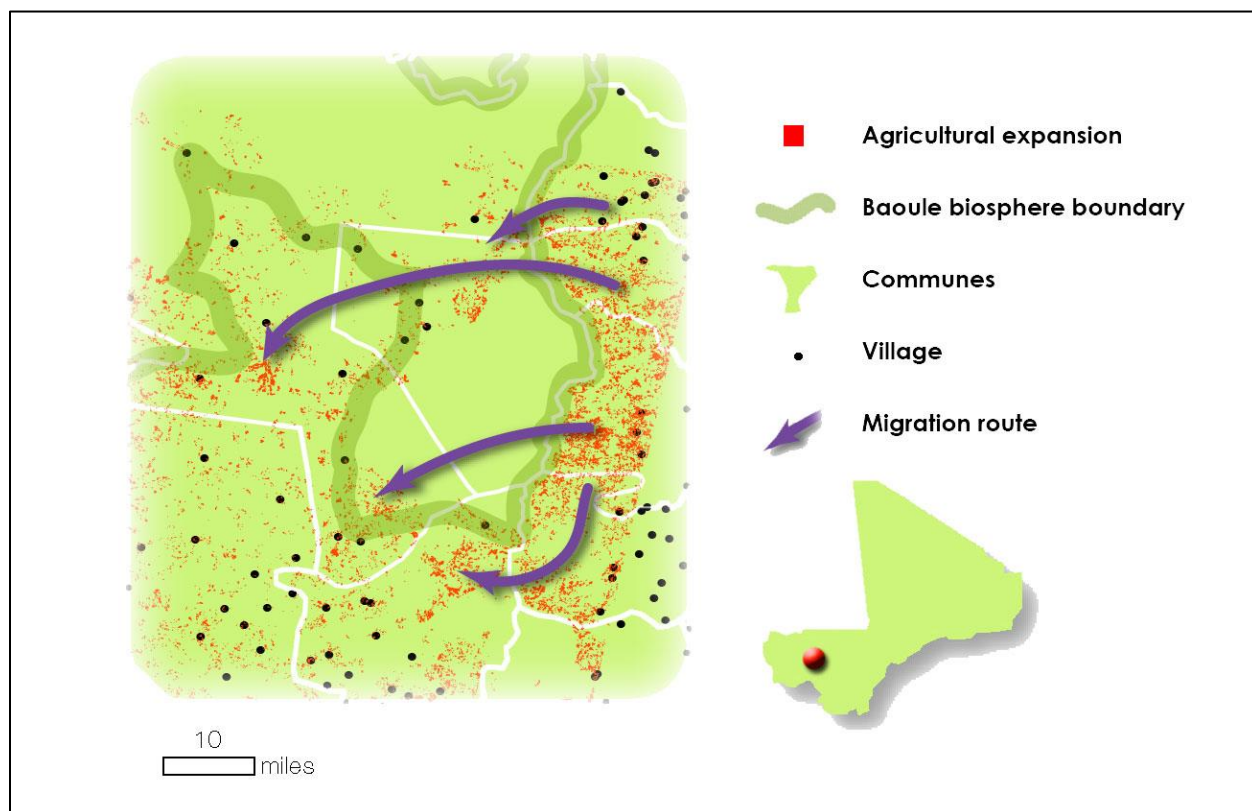 Agricultural expansion
Baoule biosphere boundary
Communes
Village
Migration route
10
miles